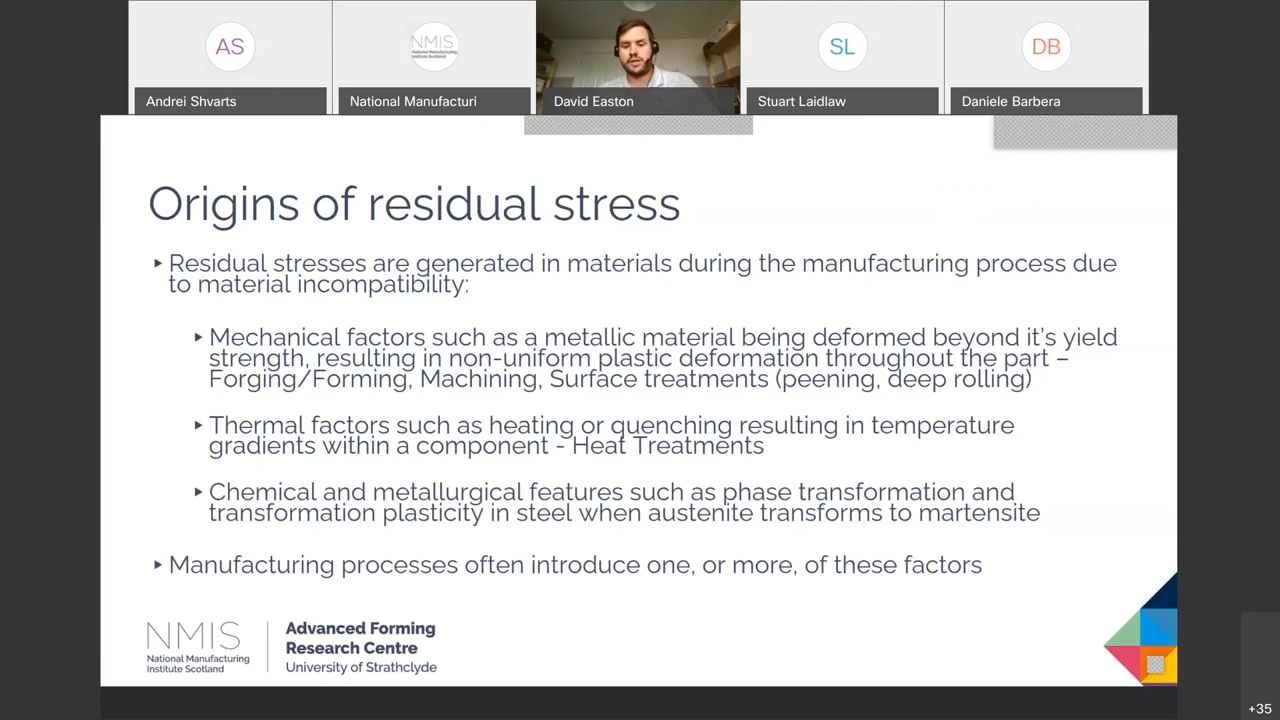 AS
NMIS
National Manufacturing
Institute Scotland
SL
DB
Andrei Shvarts
National Manufacturi
David Easton
Stuart Laidlaw
Daniele Barbera
Origins of residual stress
Residual stresses are generated in materials during the manufacturing process due
to material incompatibility:
Mechanical factors such as a metallic material being deformed beyond it's yield
strength, resulting in non-uniform plastic deformation throughout the part –
Forging/Forming, Machining, Surface treatments (peening, deep rolling)
Thermal factors such as heating or quenching resulting in temperature
gradients within a component - Heat Treatments
Chemical and metallurgical features such as phase transformation and
transformation plasticity in steel when austenite transforms to martensite
Manufacturing processes often introduce one, or more, of these factors
NMIS
National Manufacturing
Institute Scotland
Advanced Forming
Research Centre
University of Strathclyde
+35